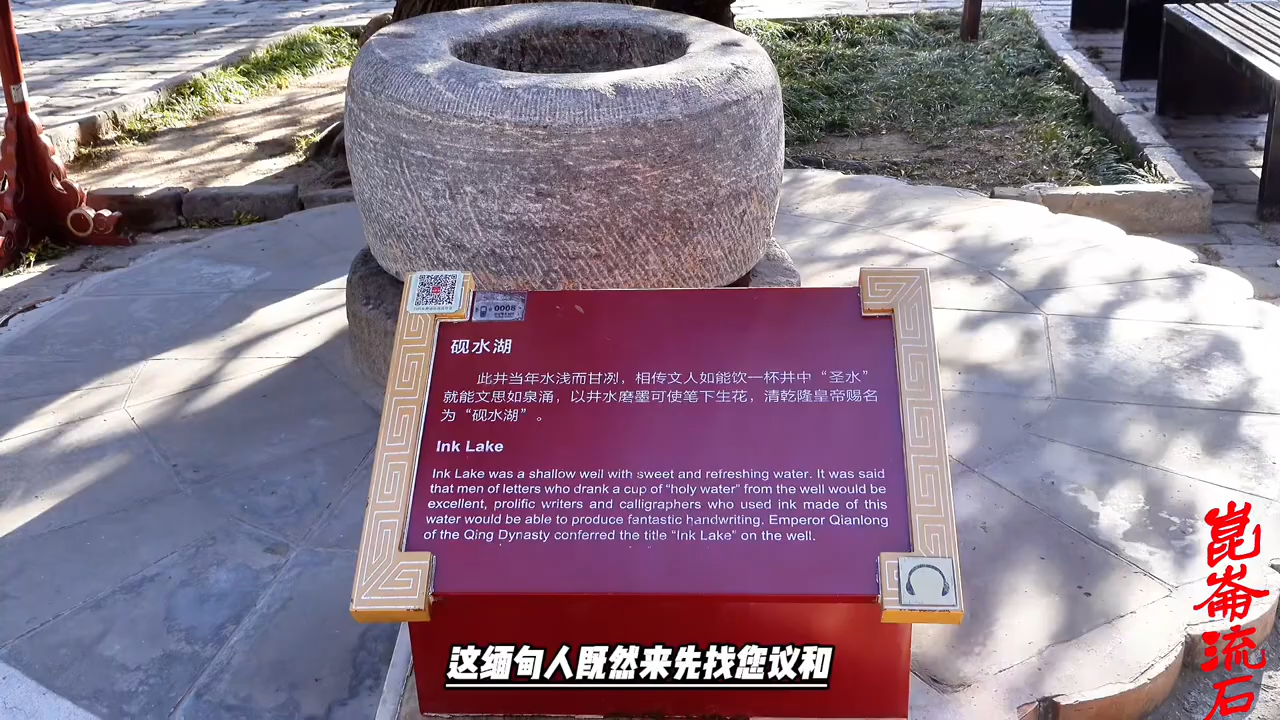 0008
砚水湖
此井当年水浅而甘冽，相传文人如能饮一杯井中“圣水”
就能文思如泉涌，以井水磨墨可使笔下生花，清乾隆皇帝赐名
为“砚水湖”。
Ink Lake
Ink Lake was a shallow well with sweet and refreshing water. It was said
that men of letters who drank a cup of “holy water” from the well would be
excellent, prolific writers and calligraphers who used ink made of this
water would be able to produce fantastic handwriting. Emperor Qianlong
of the Qing Dynasty conferred the title “Ink Lake” on the well.
这缅甸人既然来先找您议和
崑崙流石